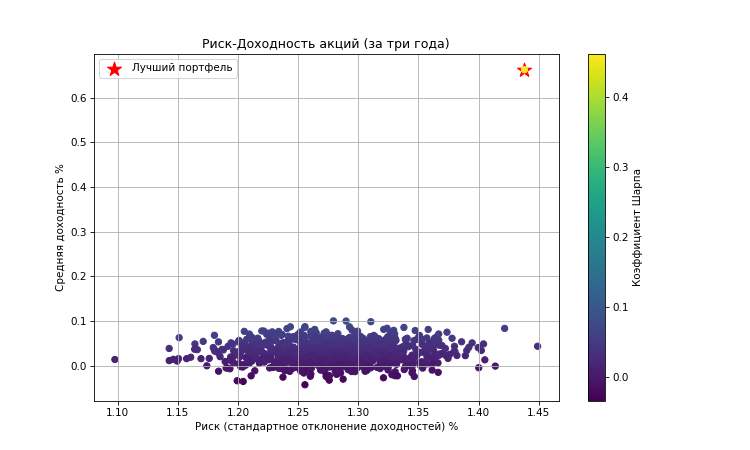 Риск-Доходность акций (за три года)
Лучший портфель
Средняя доходность %
0.6
0.5
0.4
0.3
0.2
0.1
0.0
1.10 1.15 1.20 1.25 1.30 1.35 1.40 1.45
Риск (стандартное отклонение доходностей) %
0.4
0.3
0.2
0.1
0.0
Коэффициент Шарпа